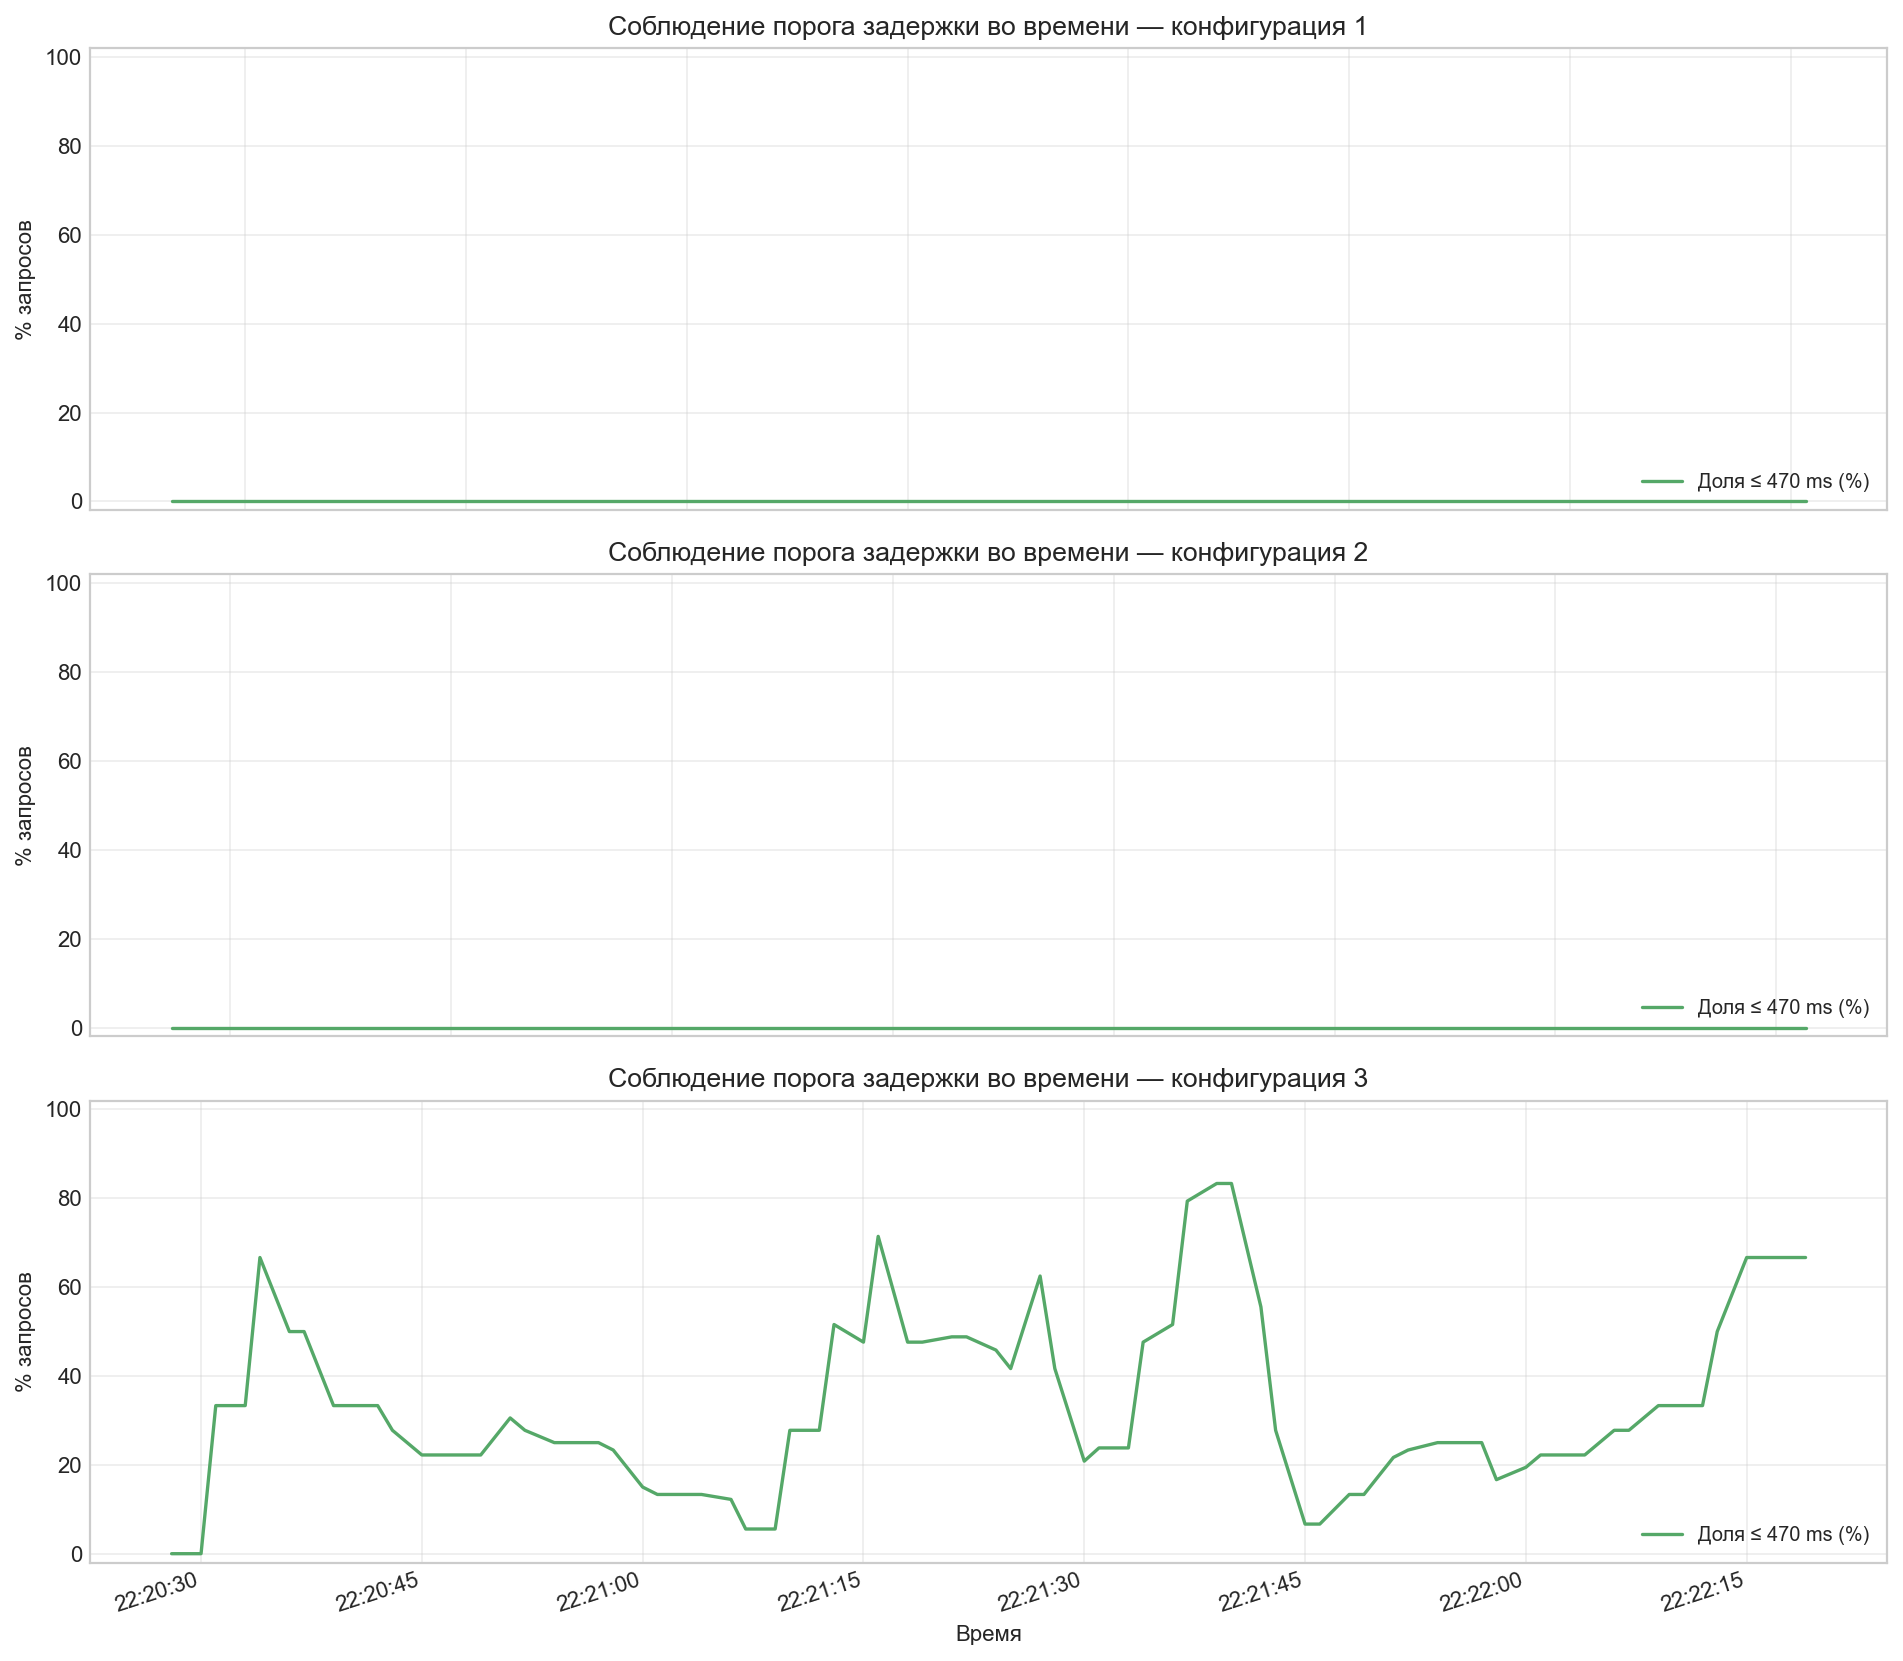 Соблюдение порога задержки во времени — конфигурация 1
100
80
60
40
20
0
% запросов
Доля ≤ 470 ms (%)
Соблюдение порога задержки во времени — конфигурация 2
100
80
60
40
20
0
% запросов
Доля ≤ 470 ms (%)
Соблюдение порога задержки во времени — конфигурация 3
100
80
60
40
20
0
% запросов
Доля ≤ 470 ms (%)
22:20:30
22:20:45
22:21:00
22:21:15
22:21:30
22:21:45
22:22:00
22:22:15
Время